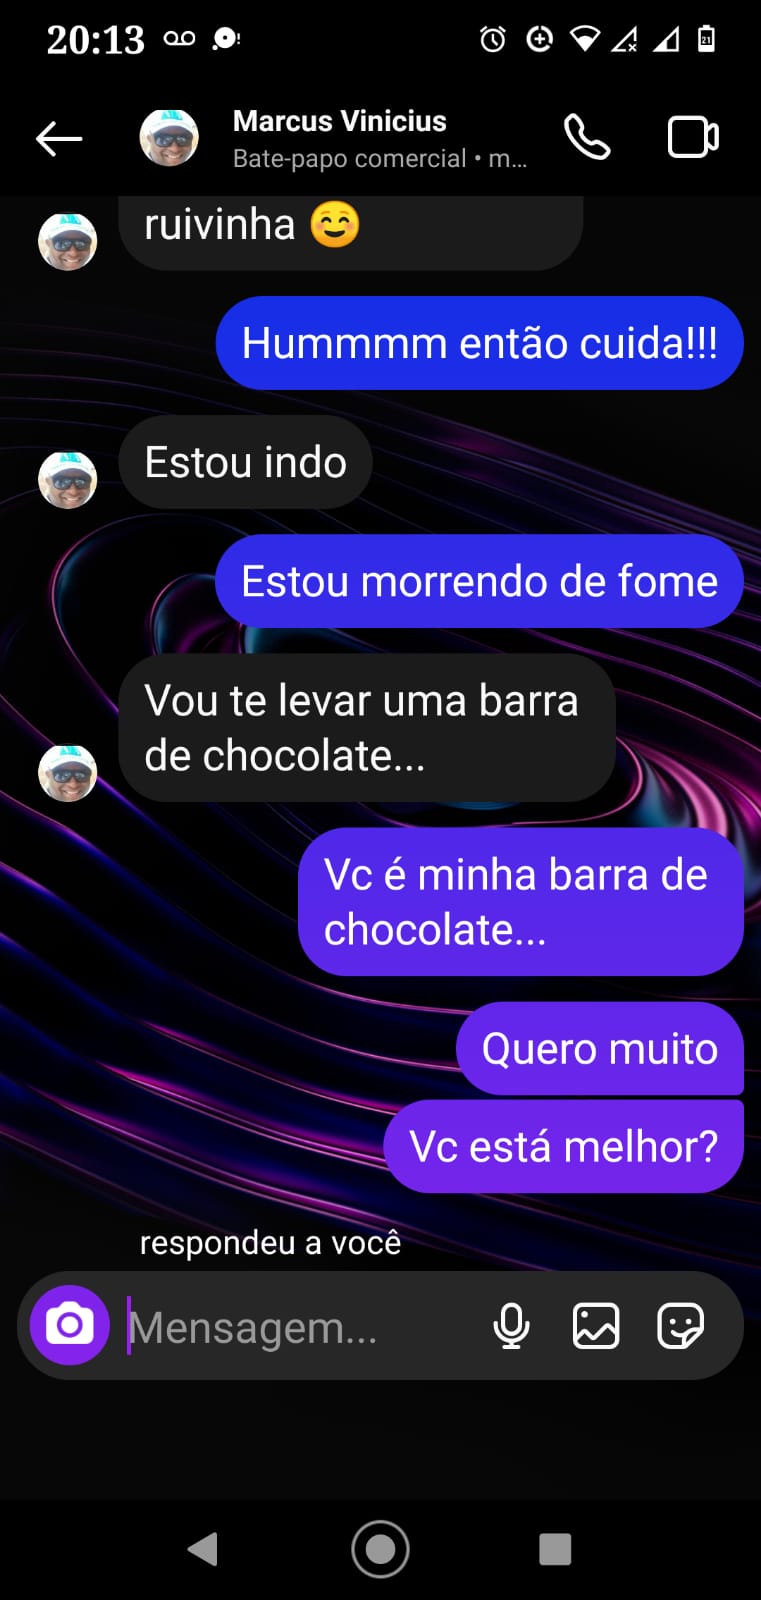 20:13
21
Marcus Vinicius
Bate-papo comercial • m...
ruivinha ☺️
Hummmm então cuida!!!
Estou indo
Estou morrendo de fome
Vou te levar uma barra
de chocolate...
Vc é minha barra de
chocolate...
Quero muito
Vc está melhor?
respondeu a você
Mensagem...